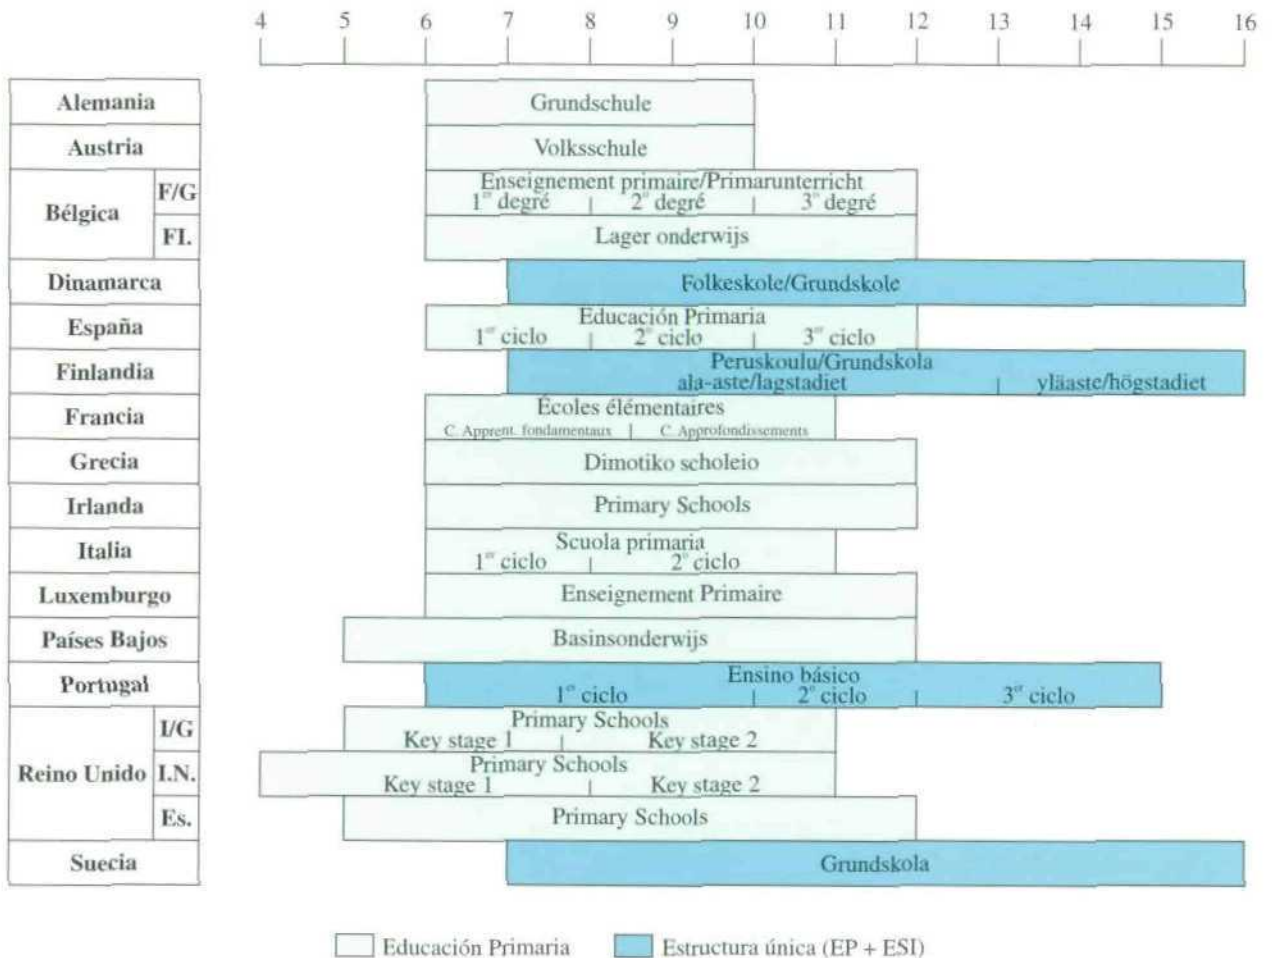 4 5 6 7 8 9 10 11 12 13 14 15 16
Alemania Grundschule
Austria Volksschule
Bélgica
F/G Enseignement primaire/Primarunterricht
1er degré 2e degré 3e degré
Fl. Lager onderwijs
Dinamarca Folkeskole/Grundskole
España Educación Primaria
1er ciclo 2º ciclo 3er ciclo
Finlandia Peruskoulu/Grundskola
ala-aste/lagstadiet yläaste/högstadiet
Francia Écoles élémentaires
C. Apprent. fondamentaux C. Approfondissements
Grecia Dimotiko scholeio
Irlanda Primary Schools
Italia Scuola primaria
1er ciclo 2º ciclo
Luxemburgo Enseignement Primaire
Países Bajos Basinsonderwijs
Portugal Ensino básico
1er ciclo 2º ciclo 3er ciclo
Reino Unido
I/G Primary Schools
Key stage 1 Key stage 2
I.N. Primary Schools
Key stage 1 Key stage 2
Es. Primary Schools
Suecia Grundskola
Educación Primaria Estructura única (EP + ESI)